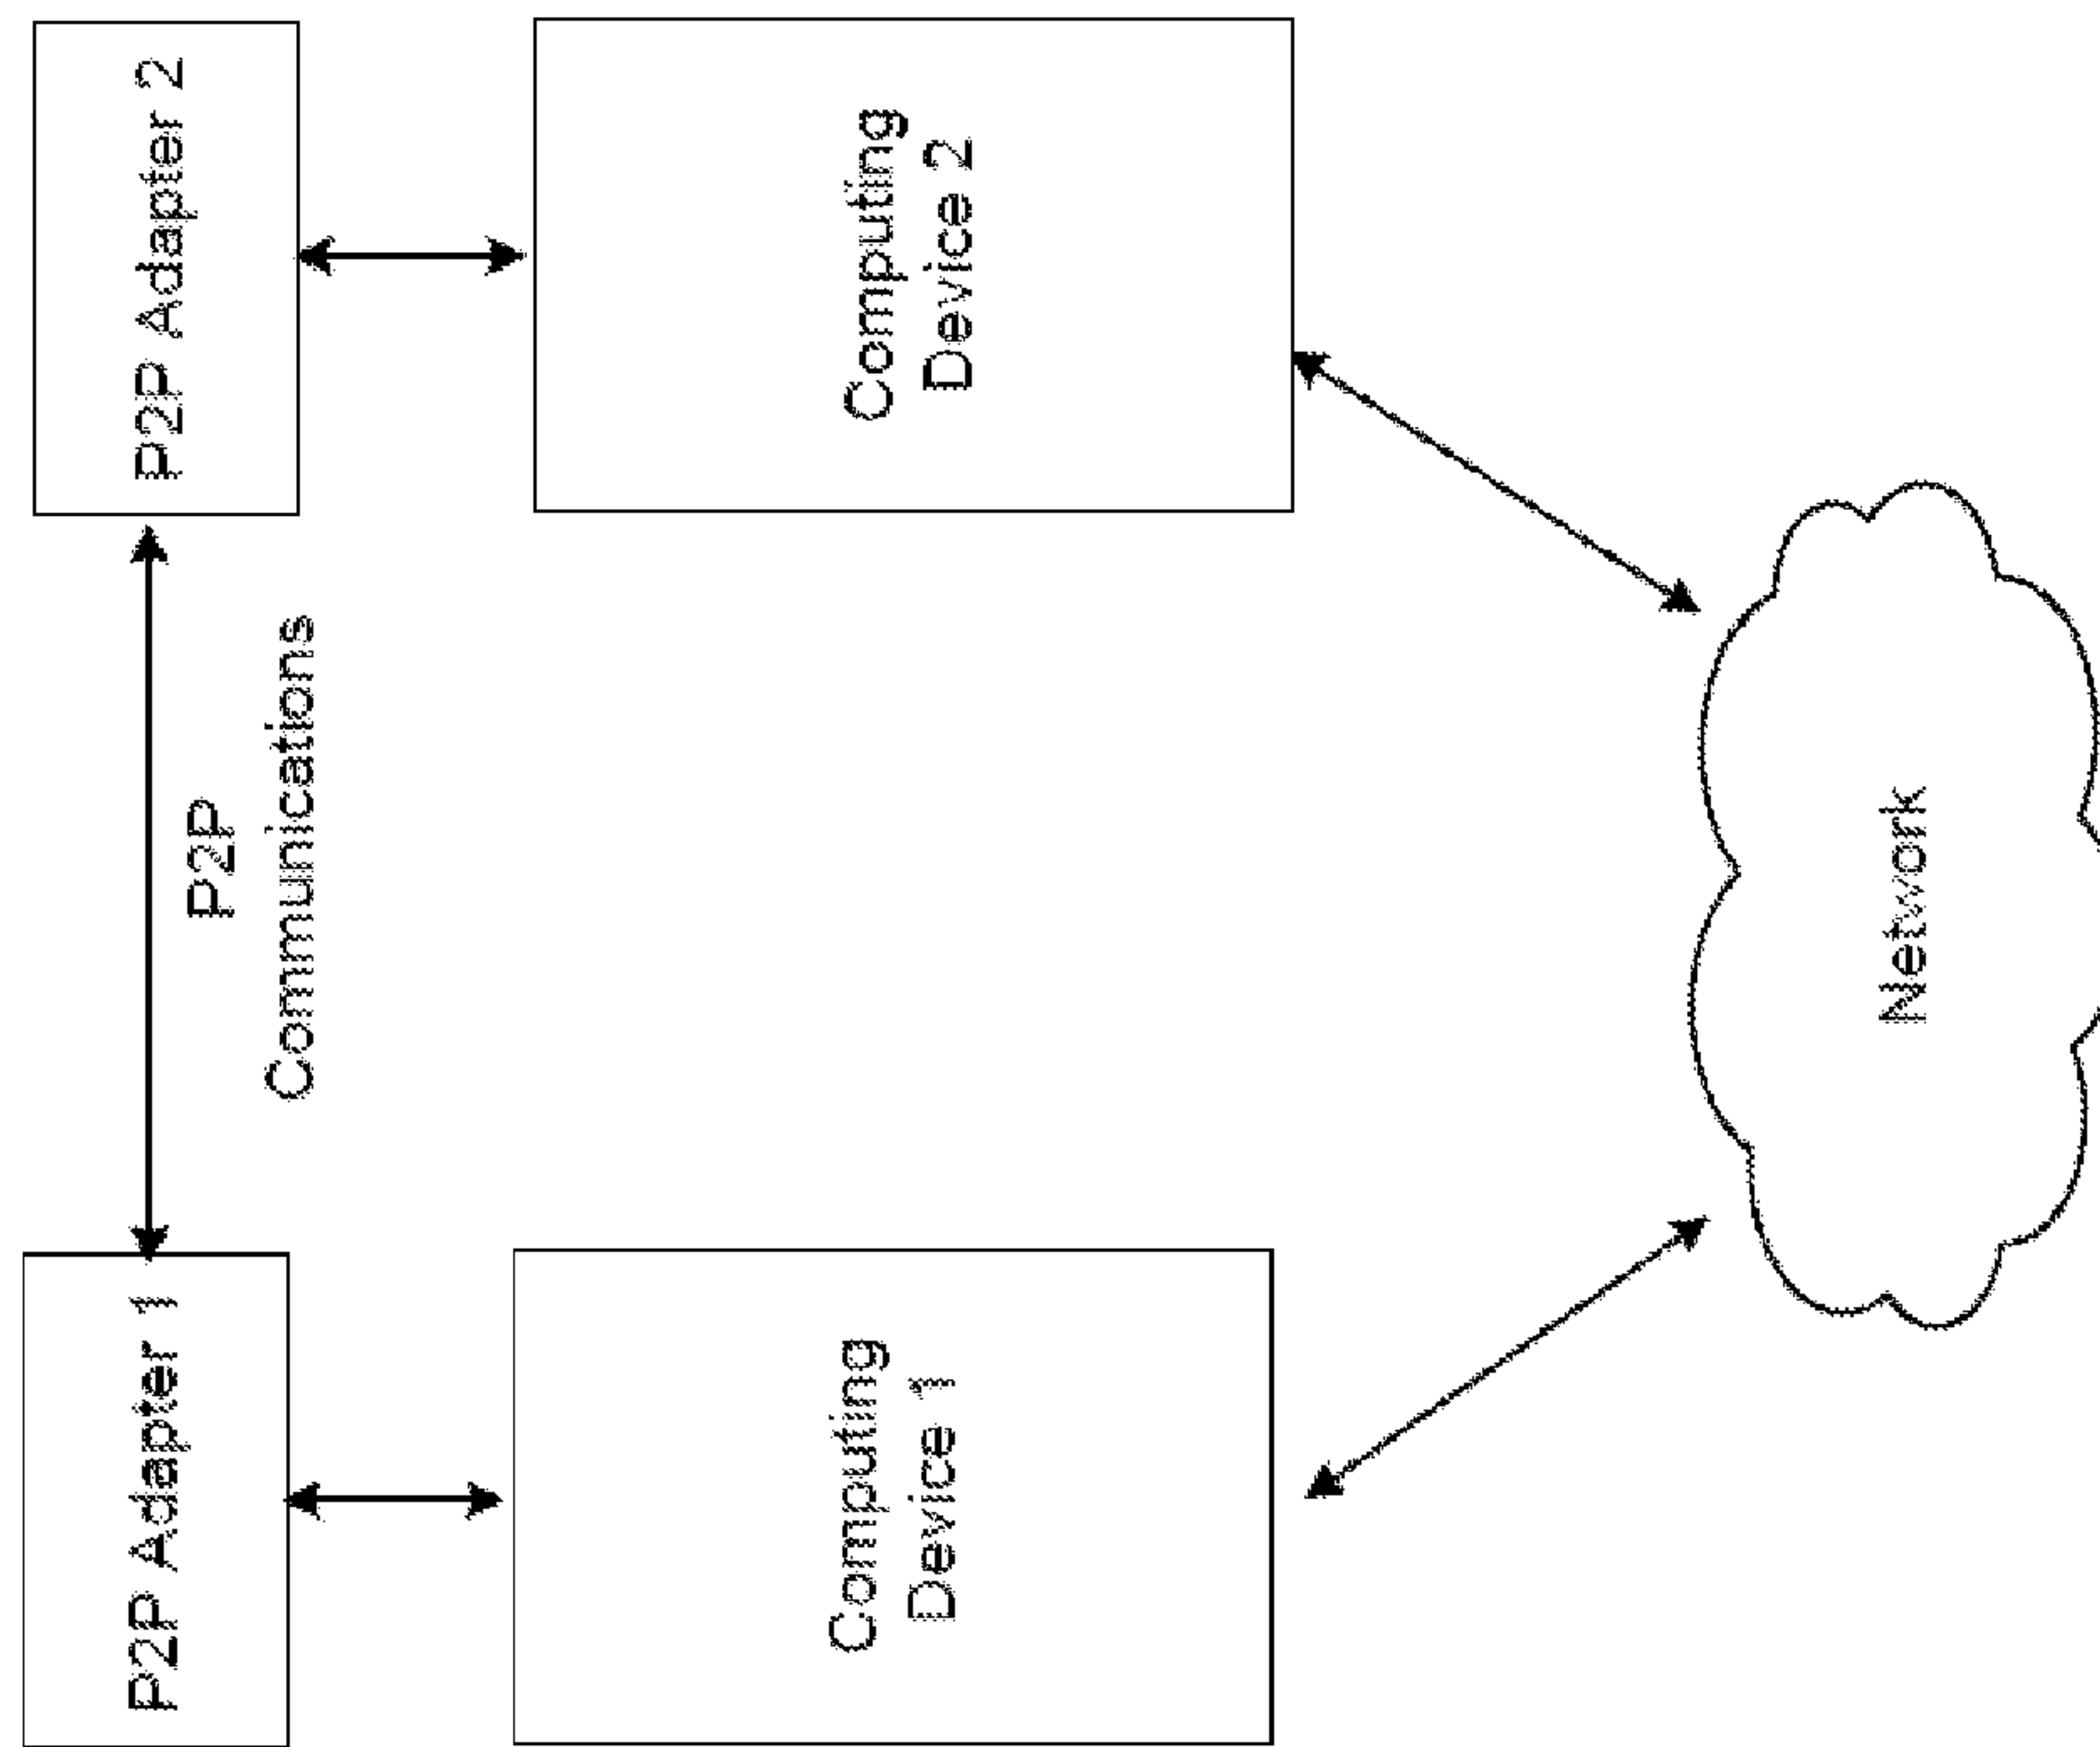 P2P Adapter 1
P2P Adapter 2
P2P
Communications
Computing
Device 1
Computing
Device 2
Network